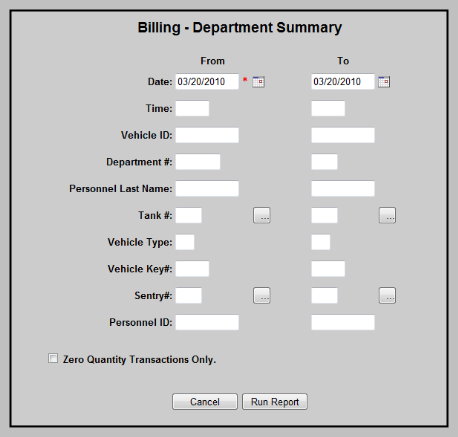 Billing - Department Summary
From To
Date: 03/20/2010 * 03/20/2010
Time:
Vehicle ID:
Department #:
Personnel Last Name:
Tank #: ... ...
Vehicle Type:
Vehicle Key#:
Sentry#: ... ...
Personnel ID:
Zero Quantity Transactions Only.
Cancel Run Report